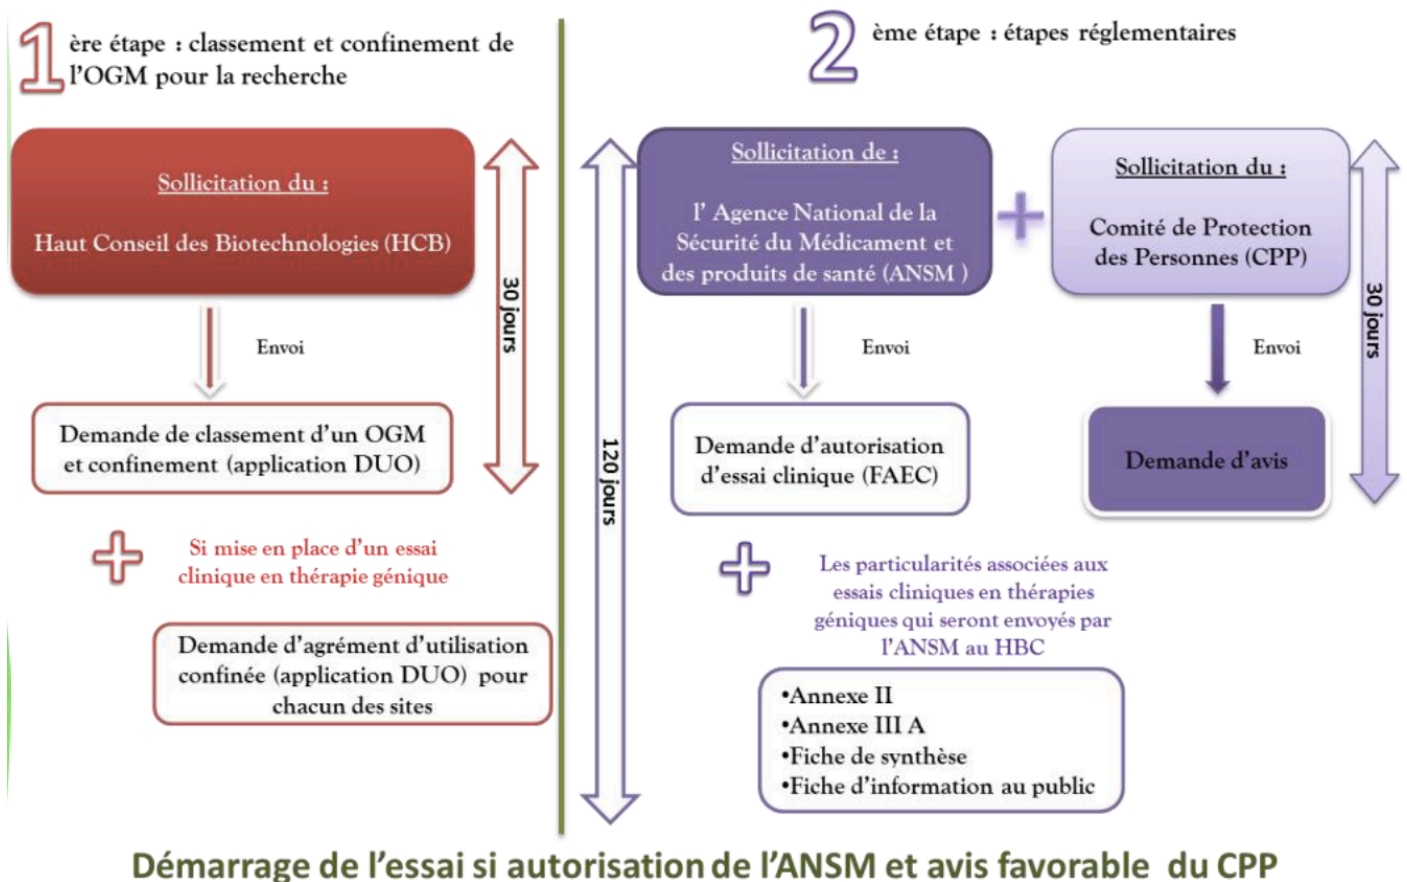 1 ère étape : classement et confinement de
l'OGM pour la recherche
Sollicitation du :
Haut Conseil des Biotechnologies (HCB)
30 jours
Envoi
Demande de classement d'un OGM
et confinement (application DUO)
Si mise en place d'un essai
clinique en thérapie génique
Demande d'agrément d'utilisation
confinée (application DUO) pour
chacun des sites
2 ème étape : étapes réglementaires
120 jours
Sollicitation de :
l' Agence National de la
Sécurité du Médicament et
des produits de santé (ANSM )
+
Sollicitation du :
Comité de Protection
des Personnes (CPP)
30 jours
Envoi
Envoi
Demande d'autorisation
d'essai clinique (FAEC)
Demande d'avis
Les particularités associées aux
essais cliniques en thérapies
géniques qui seront envoyés par
l'ANSM au HBC
•Annexe II
•Annexe III A
•Fiche de synthèse
•Fiche d'information au public
Démarrage de l'essai si autorisation de l'ANSM et avis favorable du CPP